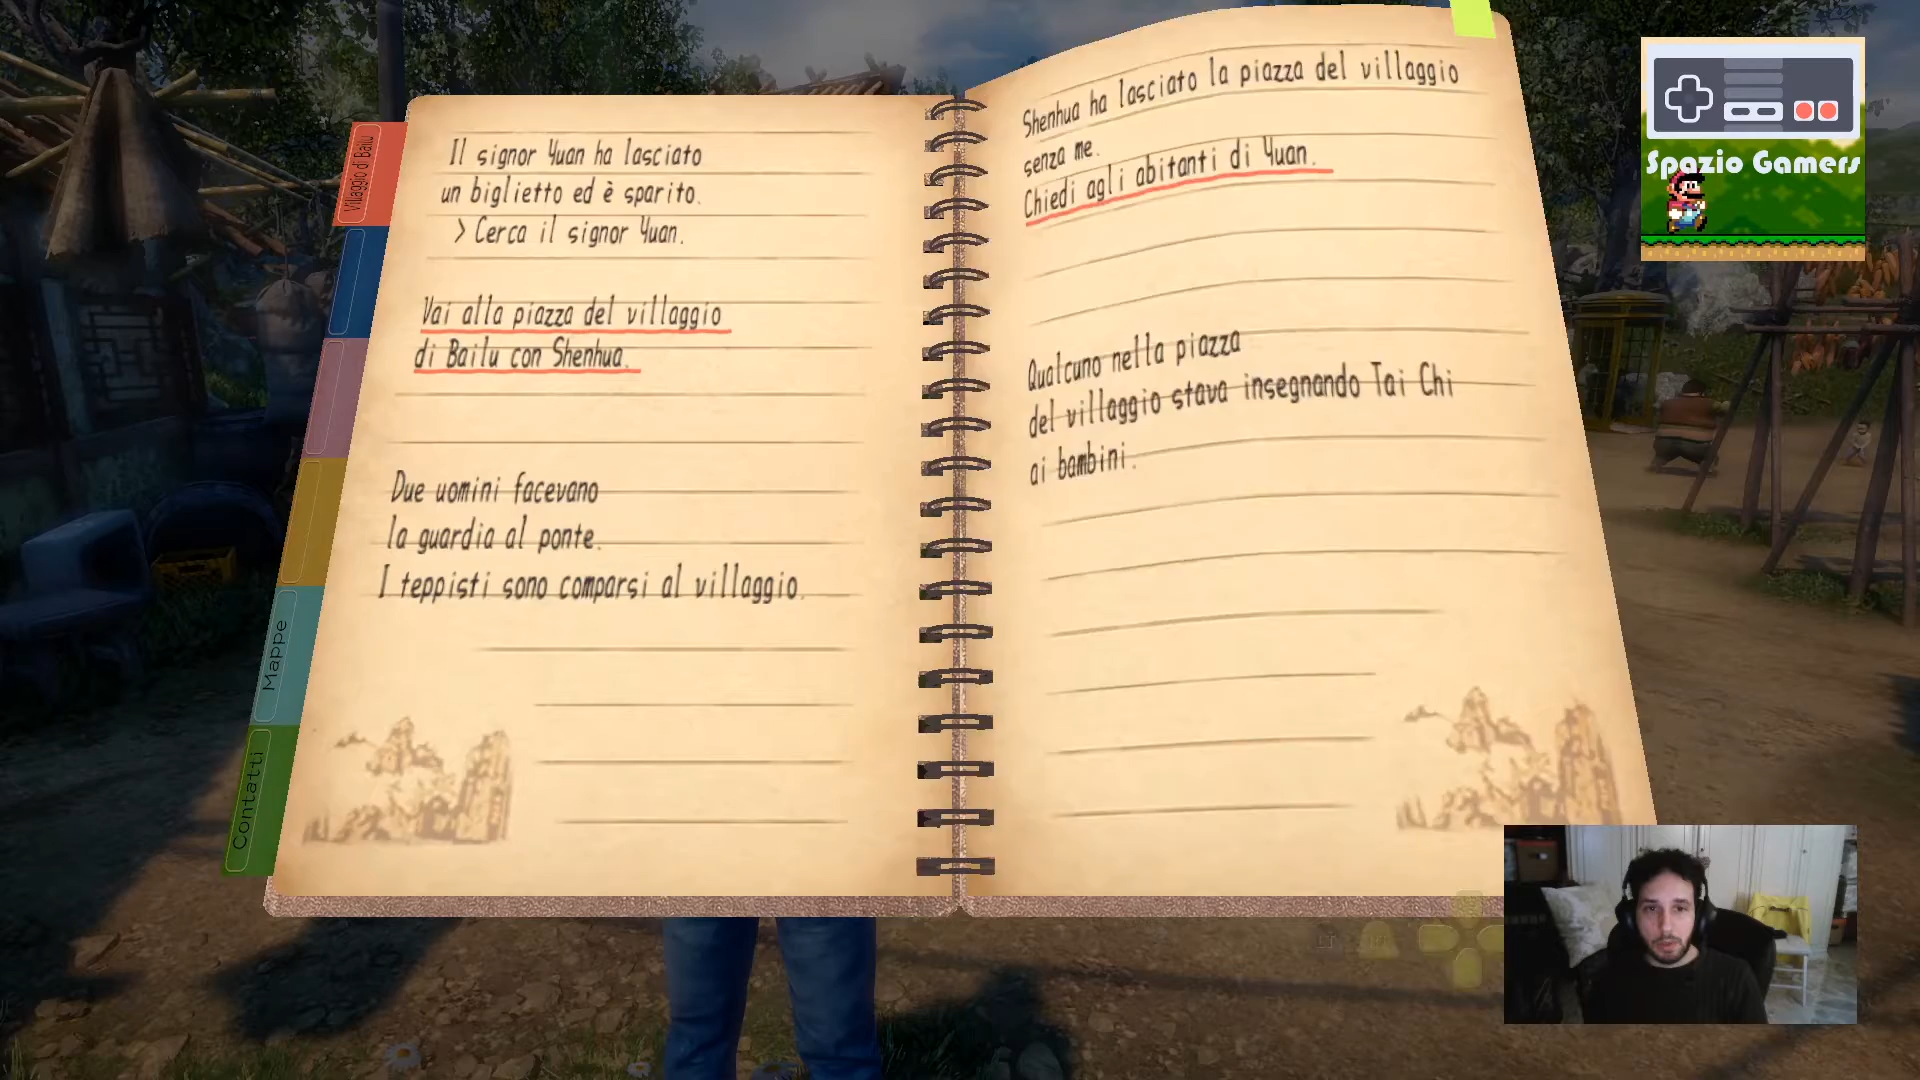 Villaggio di Bailu
Mappe
Contatti
Il signor Yuan ha lasciato
un biglietto ed è sparito.
> Cerca il signor Yuan.
Vai alla piazza del villaggio
di Bailu con Shenhua.
Due uomini facevano
la guardia al ponte.
I teppisti sono comparsi al villaggio.
Shenhua ha lasciato la piazza del villaggio
senza me.
Chiedi agli abitanti di Yuan.
Qualcuno nella piazza
del villaggio stava insegnando Tai Chi
ai bambini.
Spazio Gamers
LT